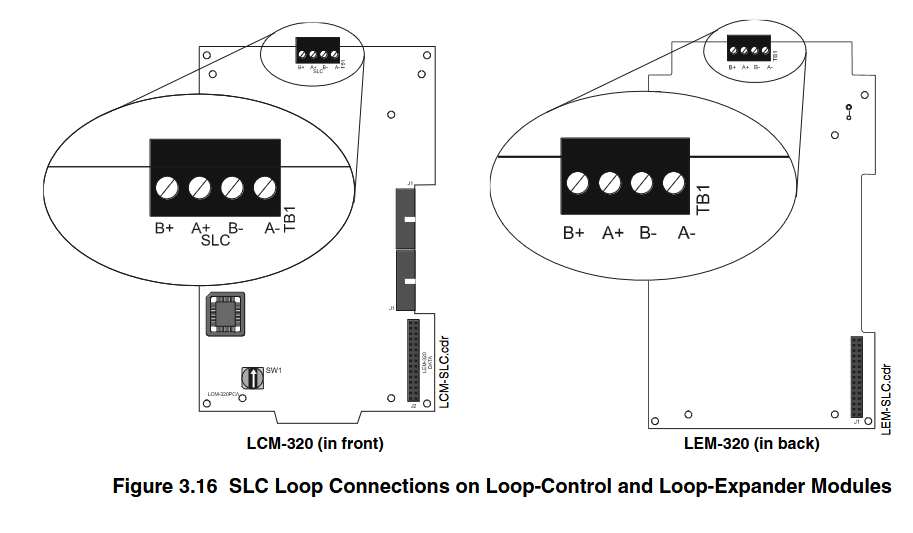 B+ A+ B- A-
SLC
TB1
B+ A+ B- A-
SLC
TB1
J1
J1
SW1
LCM-320PCA
LEM-320
DATA
J2
LCM-SLC.cdr
LCM-320 (in front)
B+ A+ B- A-
TB1
B+ A+ B- A-
TB1
J1
LEM-SLC.cdr
LEM-320 (in back)
Figure 3.16 SLC Loop Connections on Loop-Control and Loop-Expander Modules